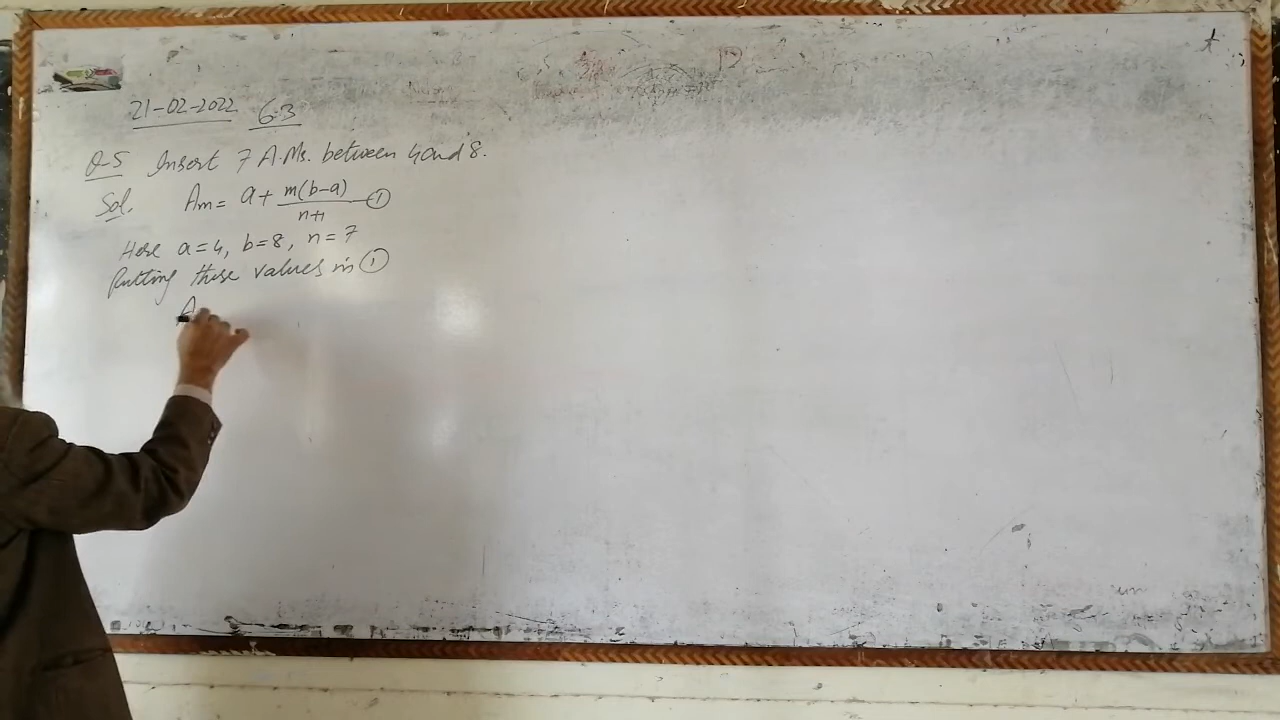 21-02-2022 6.3
Q-5 Insert 7 A.Ms. between 4 and 8.
Sol. Am = a + m(b-a)/n+1 ①
Here a=4, b=8, n=7
Putting these values in ①
A